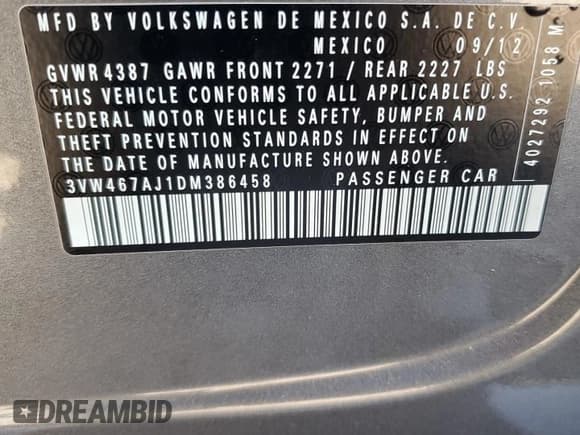 MFD BY VOLKSWAGEN DE MEXICO S.A. DE C.V.
MEXICO 09/12
GVWR 4387 GAWR FRONT 2271 / REAR 2227 LBS
THIS VEHICLE CONFORMS TO ALL APPLICABLE U.S.
FEDERAL MOTOR VEHICLE SAFETY, BUMPER AND
THEFT PREVENTION STANDARDS IN EFFECT ON
THE DATE OF MANUFACTURE SHOWN ABOVE.
3VW467AJ1DM386458 PASSENGER CAR
4027292 1058 M
DREAMBID